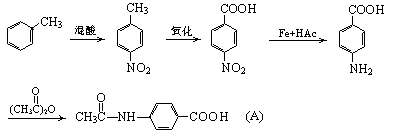 CH₃ 混酸 CH₃ NO₂ 氧化 COOH NO₂ Fe+HAc COOH NH₂
O
(CH₃C)₂O
O
CH₃C—NH— —COOH (A)